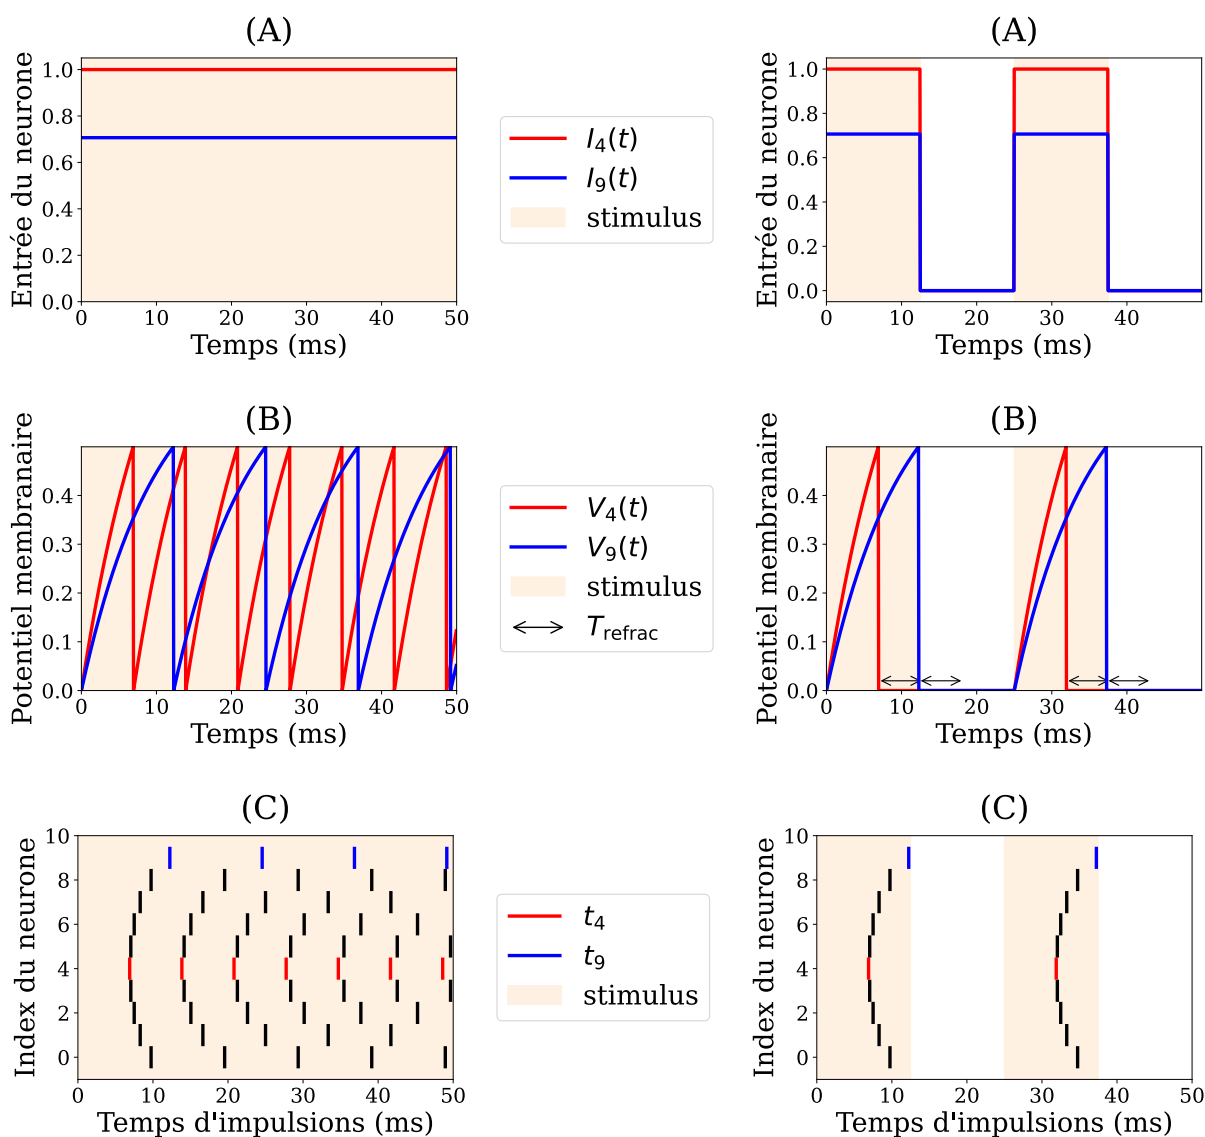 (A)
Entrée du neurone
1.0
0.8
0.6
0.4
0.2
0.0
0 10 20 30 40 50
Temps (ms)
I4(t)
I9(t)
stimulus
(A)
Entrée du neurone
1.0
0.8
0.6
0.4
0.2
0.0
0 10 20 30 40
Temps (ms)
(B)
Potentiel membranaire
0.4
0.3
0.2
0.1
0.0
0 10 20 30 40 50
Temps (ms)
V4(t)
V9(t)
stimulus
Trefrac
(B)
Potentiel membranaire
0.4
0.3
0.2
0.1
0.0
0 10 20 30 40
Temps (ms)
(C)
Index du neurone
10
8
6
4
2
0
0 10 20 30 40 50
Temps d'impulsions (ms)
t4
t9
stimulus
(C)
Index du neurone
10
8
6
4
2
0
0 10 20 30 40 50
Temps d'impulsions (ms)